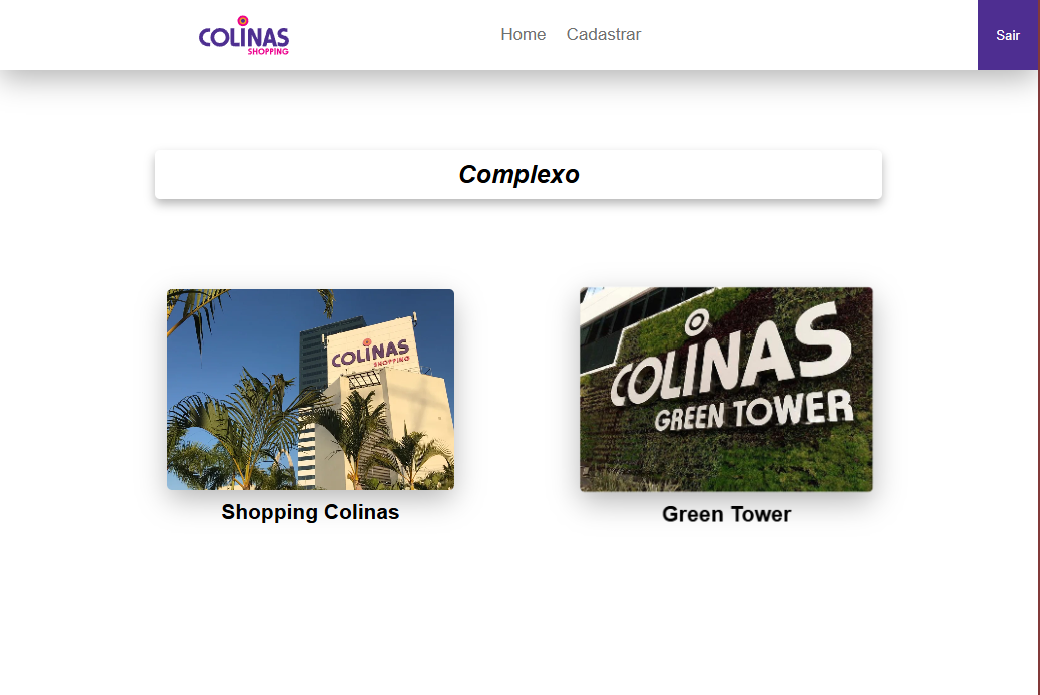 COLINAS
SHOPPING
Home
Cadastrar
Sair
Complexo
COLINAS
SHOPPING
COLINAS
GREEN TOWER
Shopping Colinas
Green Tower